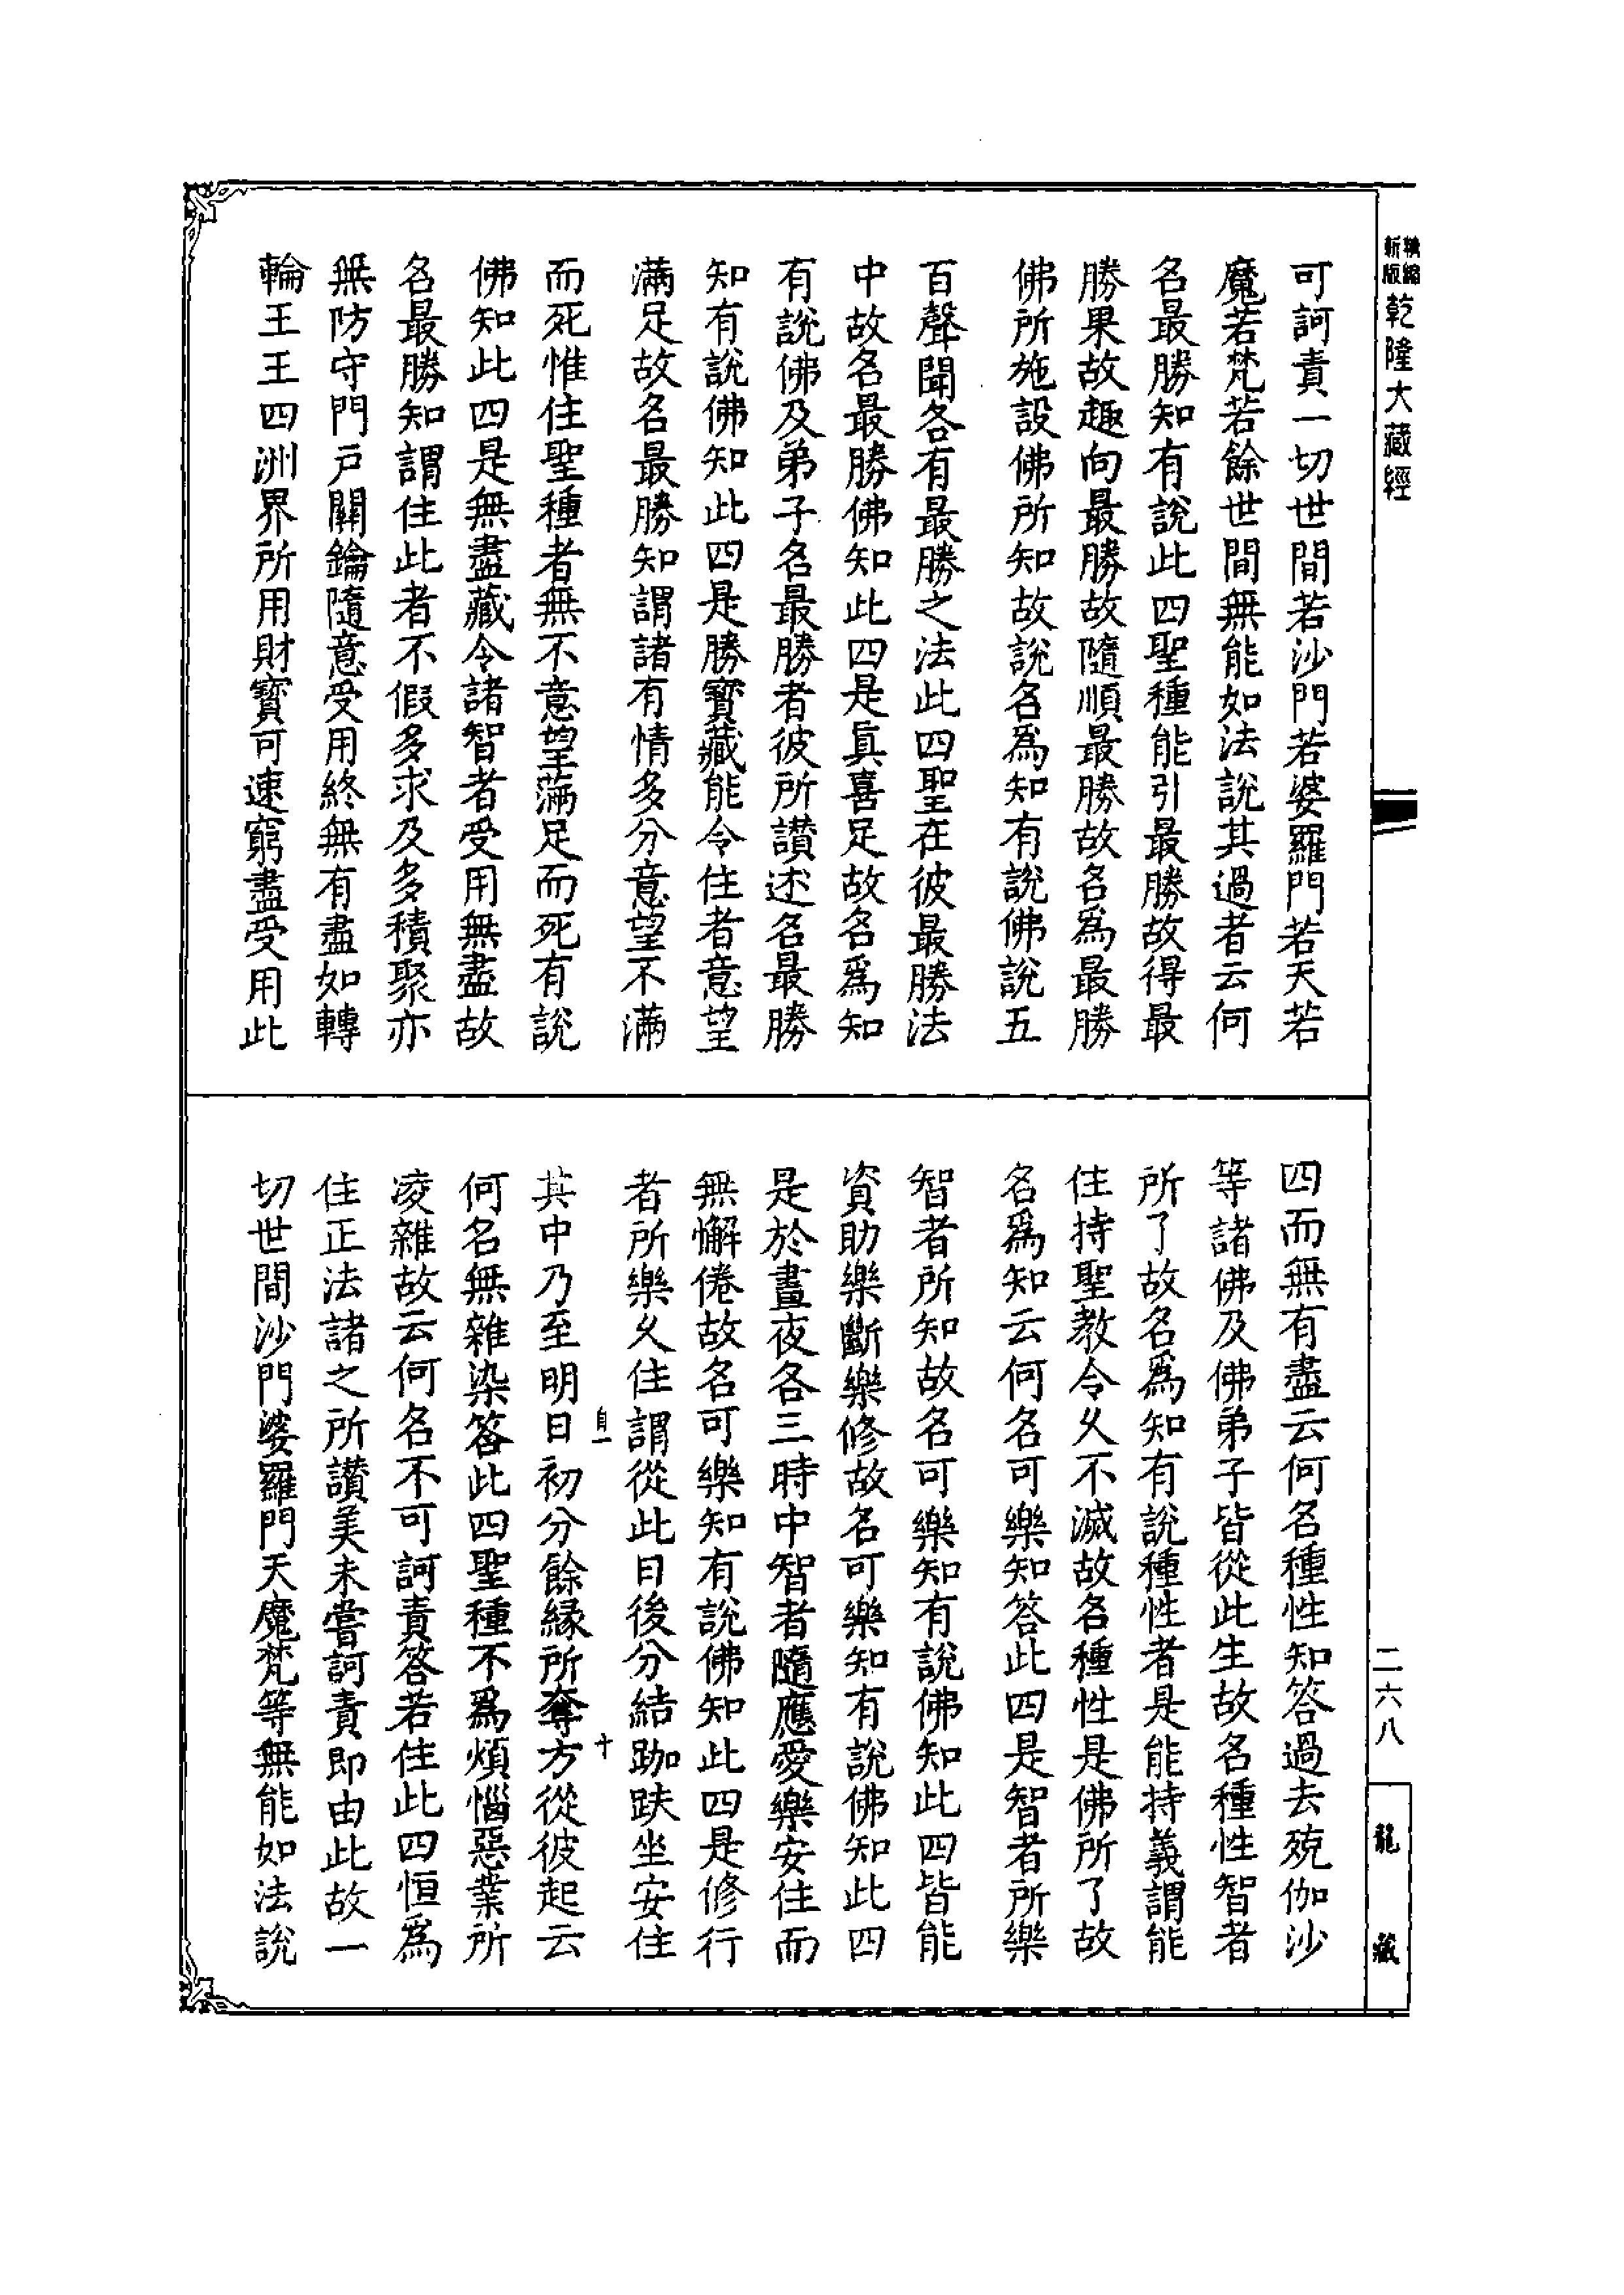 精縮
新版
乾隆大藏經
可訶責一切世間若沙門若婆羅門若天若
魔若梵若餘世間無能如法說其過者云何
名最勝知有說此四聖種能引最勝故得最
勝果故趣向最勝故隨順最勝故名爲最勝
佛所施設佛所知故說名爲知有說佛說五
百聲聞各有最勝之法此四聖在彼最勝法
中故名最勝佛知此四是眞喜足故名爲知
有說佛及弟子名最勝者彼所讃述名最勝
知有說佛知此四是勝寶藏能令住者意望
滿足故名最勝知謂諸有情多分意望不滿
而死惟住聖種者無不意望滿足而死有說
佛知此四是無盡藏令諸智者受用無盡故
名最勝知謂住此者不假多求及多積聚亦
無防守門戶關鑰隨意受用終無有盡如轉
輪王王四洲界所用財寶可速窮盡受用此
四而無有盡云何名種性知答過去殑伽沙
等諸佛及佛弟子皆從此生故名種性智者
所了故名爲知有說種性者是能持義謂能
住持聖教令久不滅故名種性是佛所了故
名爲知云何名可樂知答此四是智者所樂
智者所知故名可樂知有說佛知此四皆能
資助樂斷樂修故名可樂知有說佛知此四
是於晝夜各三時中智者隨應愛樂安住而
無懈倦故名可樂知有說佛知此四是修行
者所樂久住謂從此日後分結跏趺坐安住
其中乃至明日初分餘緣所奪方從彼起云
何名無雜染答此四聖種不爲煩惱惡業所
凌雜故云何名不可訶責答若住此四恒爲
住正法諸之所讃美未嘗訶責即由此故一
切世間沙門婆羅門天魔梵等無能如法說
十
二六八
龍藏